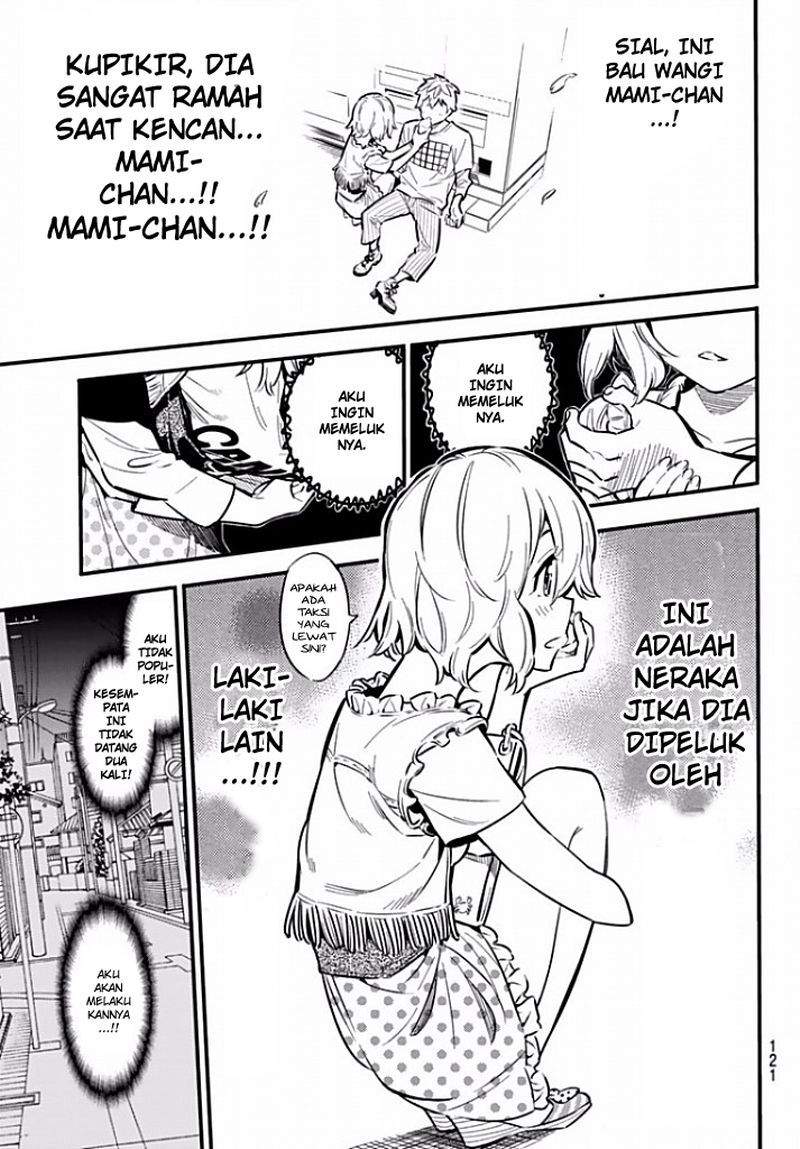 SIAL, INI
BAU WANGI
MAMI-CHAN
...!
KUPIKIR, DIA
SANGAT RAMAH
SAAT KENCAN...
MAMI-
CHAN...!!
MAMI-CHAN...!!
AKU
INGIN
MEMELUK
NYA.
AKU
INGIN
MEMELUK
NYA.
INI
ADALAH
NERAKA
JIKA DIA
DIPELUK
OLEH
APAKAH
ADA
TAKSI
YANG
LEWAT
SINI?
LAKI-
LAKI
LAIN
...!!!
AKU
TIDAK
POPU-
LER!
KESEM-
PATA
INI
TIDAK
DATANG
DUA
KALI!
AKU
AKAN
MELAKU
KANNYA
...!!
121